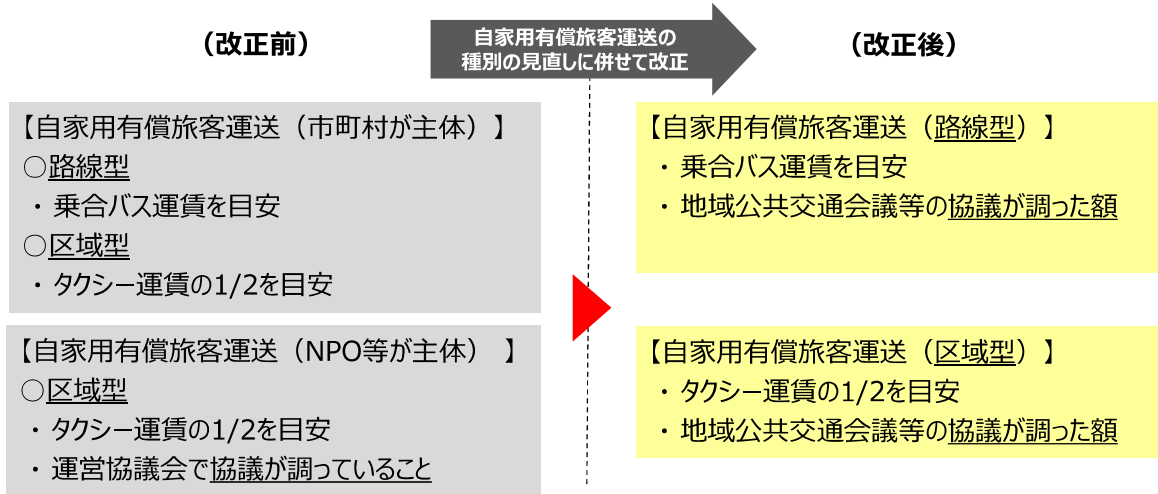 （改正前）
自家用有償旅客運送の
種別の見直しに併せて改正
（改正後）
【自家用有償旅客運送（市町村が主体）】
○路線型
・乗合バス運賃を目安
○区域型
・タクシー運賃の1/2を目安
【自家用有償旅客運送（NPO等が主体） 】
○区域型
・タクシー運賃の1/2を目安
・運営協議会で協議が調っていること
【自家用有償旅客運送（路線型）】
・乗合バス運賃を目安
・地域公共交通会議等の協議が調った額
【自家用有償旅客運送（区域型）】
・タクシー運賃の1/2を目安
・地域公共交通会議等の協議が調った額